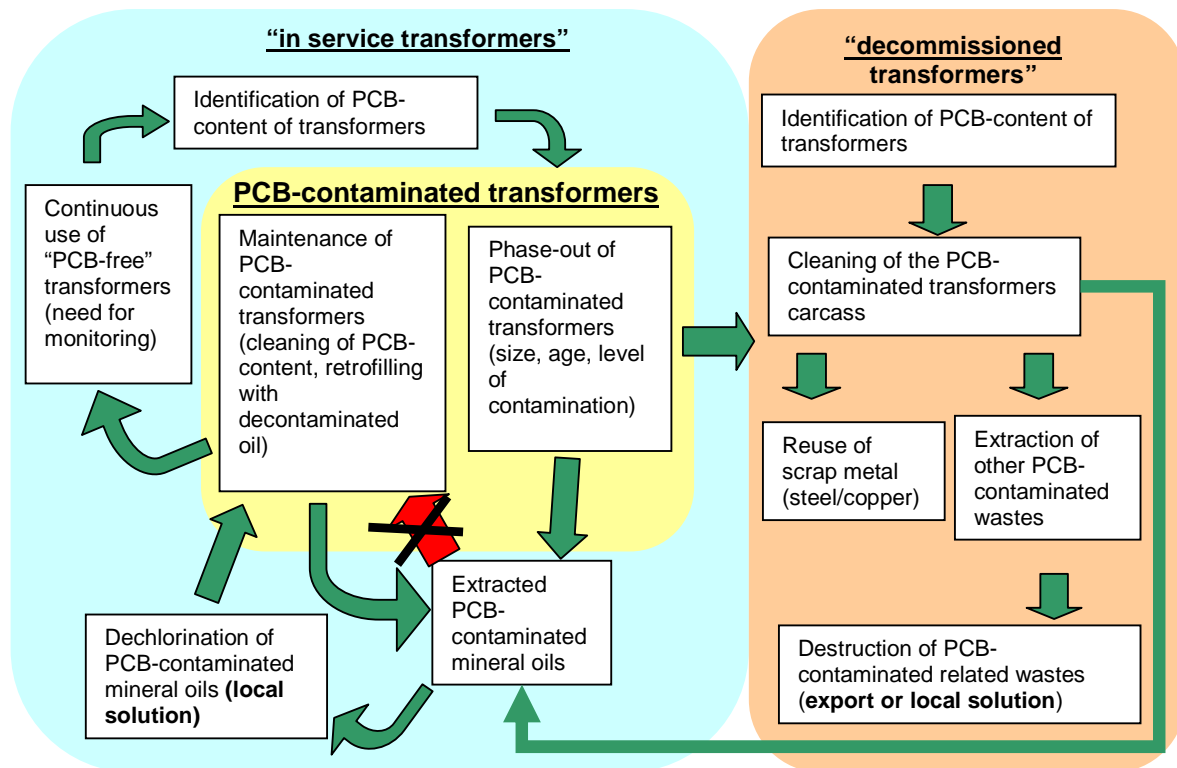 “in service transformers”
Identification of PCB-
content of transformers
PCB-contaminated transformers
Continuous
use of
“PCB-free”
transformers
(need for
monitoring)
Maintenance of
PCB-
contaminated
transformers
(cleaning of PCB-
content, retrofilling
with
decontaminated
oil)
Phase-out of
PCB-
contaminated
transformers
(size, age, level
of
contamination)
Extracted
PCB-
contaminated
mineral oils
Dechlorination of
PCB-contaminated
mineral oils (local
solution)
“decommissioned
transformers”
Identification of PCB-content of
transformers
Cleaning of the PCB-
contaminated transformers
carcass
Reuse of
scrap metal
(steel/copper)
Extraction of
other PCB-
contaminated
wastes
Destruction of PCB-
contaminated related wastes
(export or local solution)